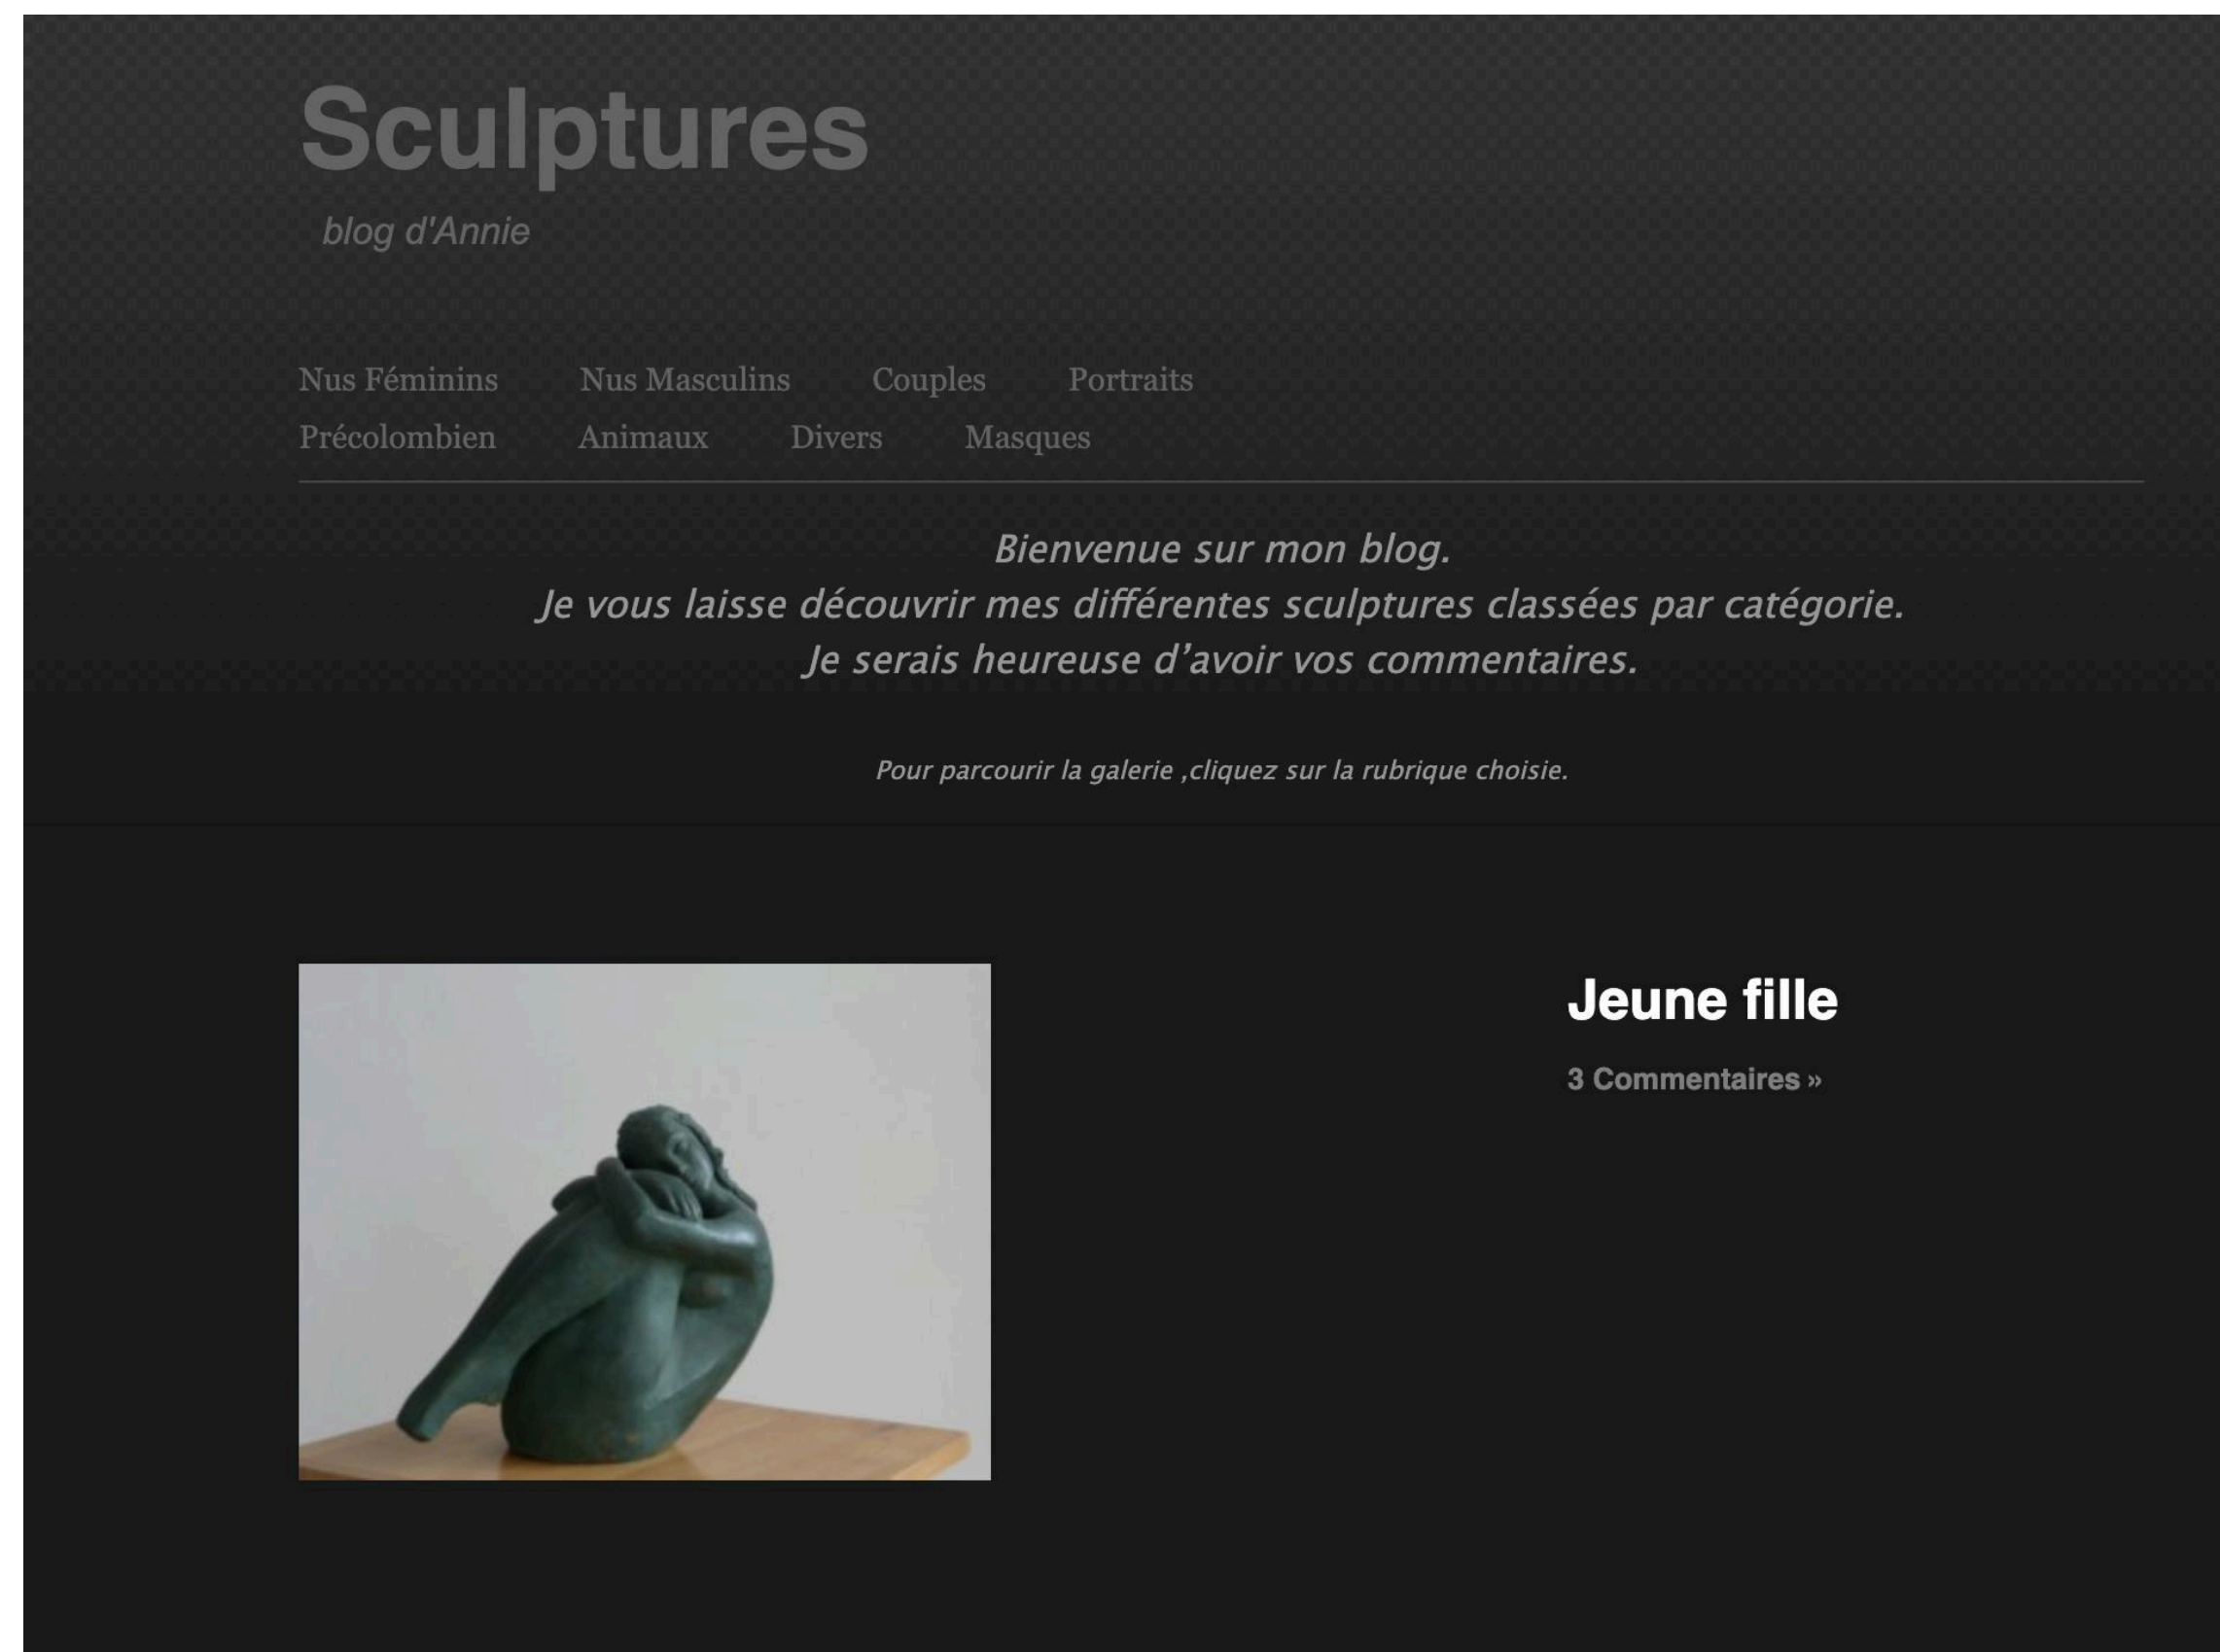 Sculptures
blog d'Annie
Nus Féminins Nus Masculins Couples Portraits
Précolombien Animaux Divers Masques
Bienvenue sur mon blog.
Je vous laisse découvrir mes différentes sculptures classées par catégorie.
Je serais heureuse d’avoir vos commentaires.
Pour parcourir la galerie ,cliquez sur la rubrique choisie.
Jeune fille
3 Commentaires »